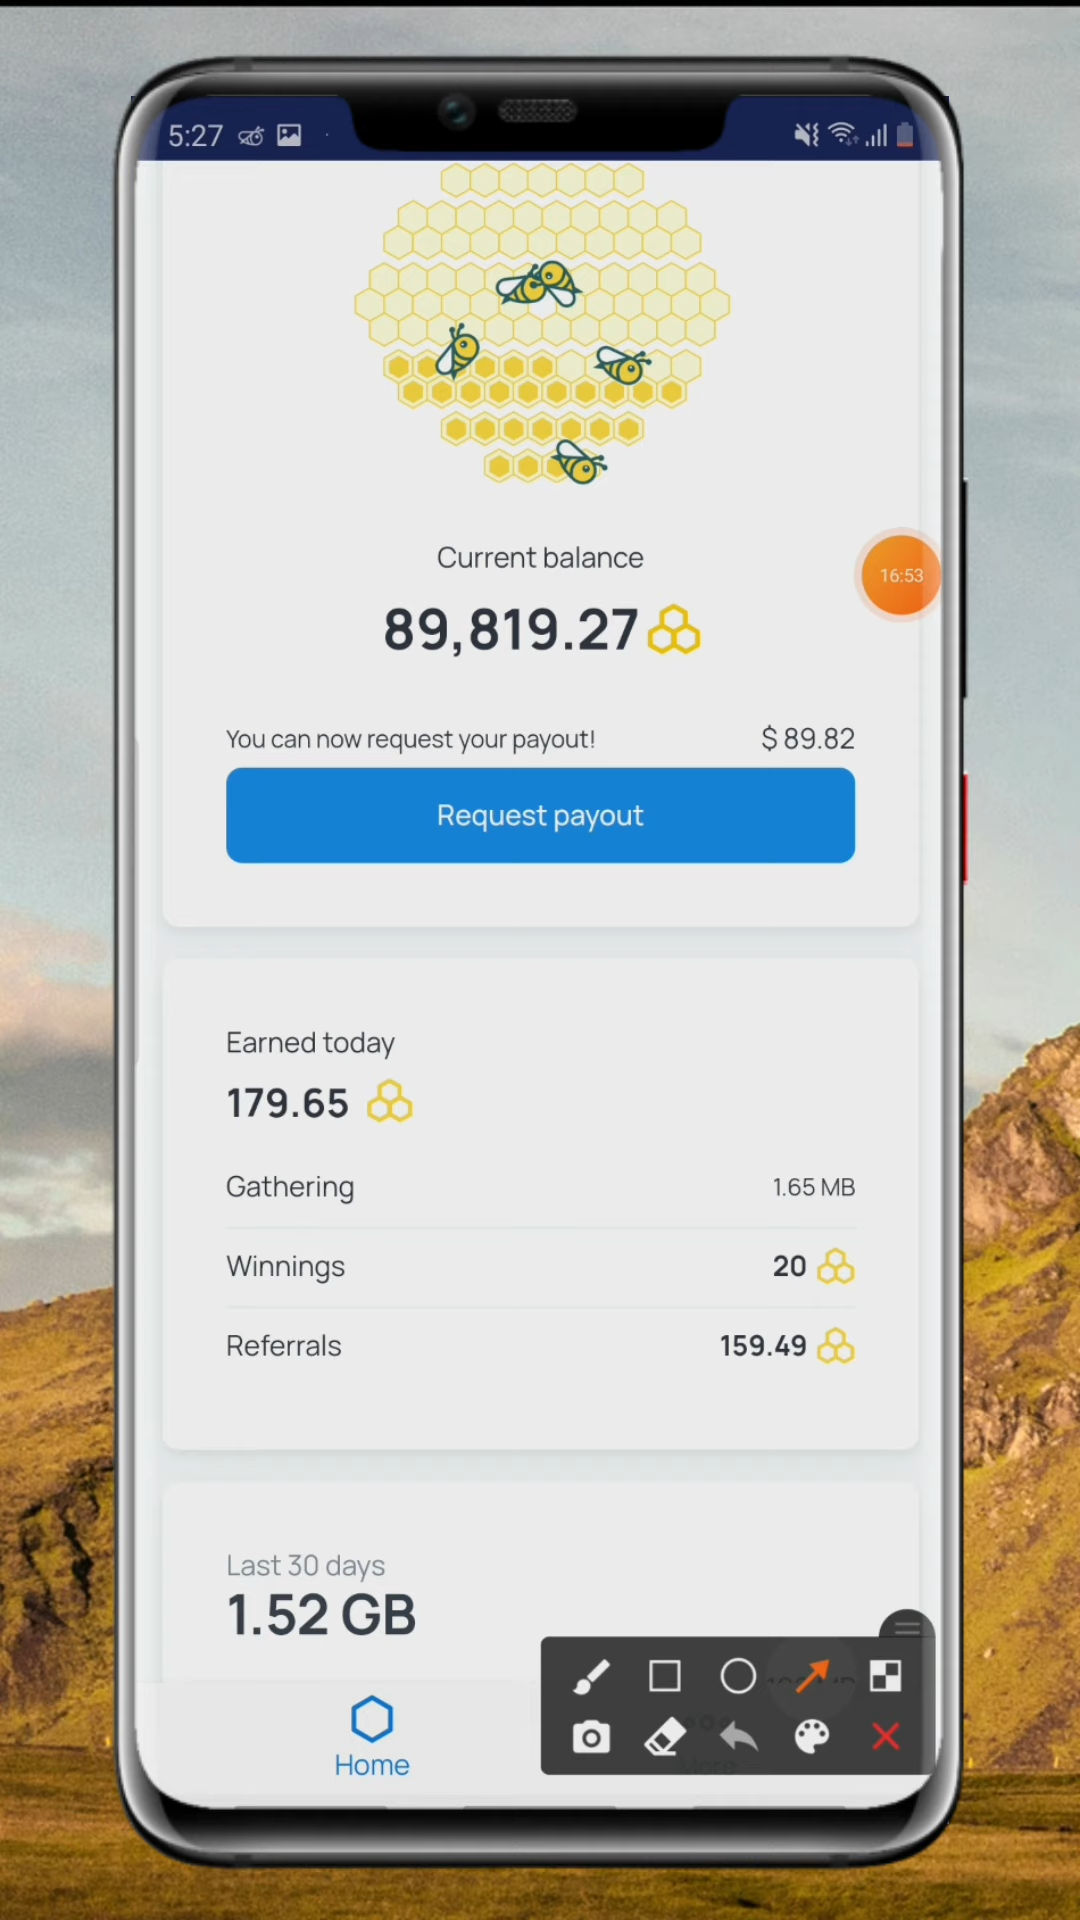 5:27
Current balance
89,819.27
16:53
You can now request your payout! $ 89.82
Request payout
Earned today
179.65
Gathering 1.65 MB
Winnings 20
Referrals 159.49
Last 30 days
1.52 GB
Home
More